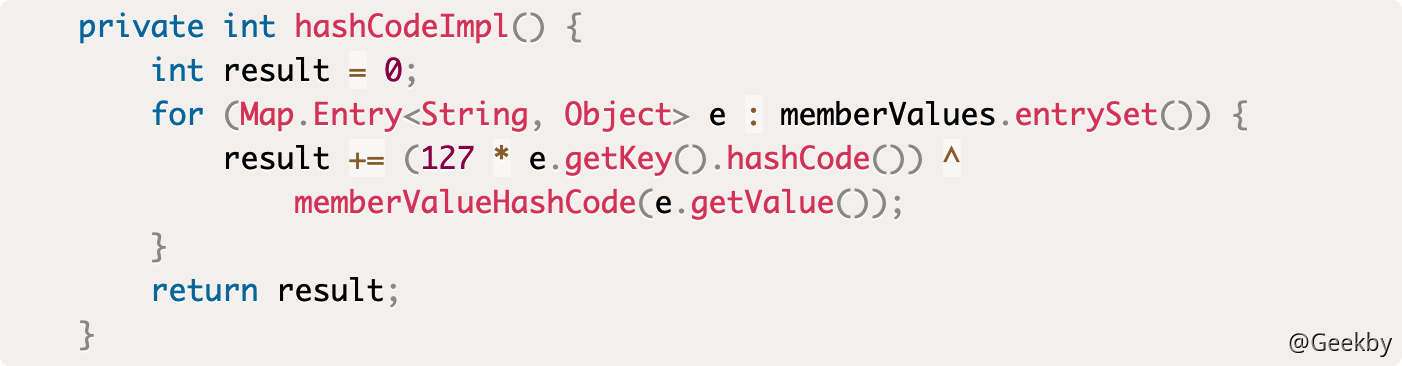 private int hashCodeImpl() {
    int result = 0;
    for (Map.Entry<String, Object> e : memberValues.entrySet()) {
        result += (127 * e.getKey().hashCode()) ^
            memberValueHashCode(e.getValue());
    }
    return result;
}
@Geekby